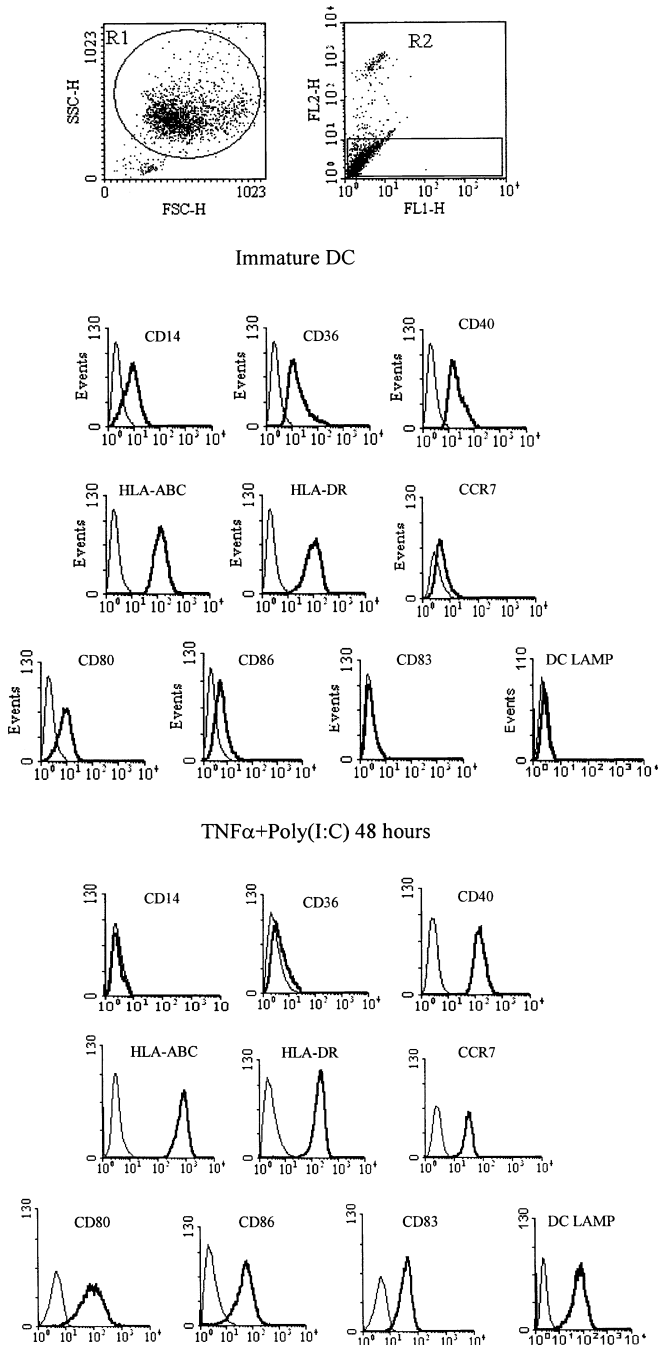 R1
1023
SSC-H
0
0
1023
FSC-H
R2
10⁴
10³
10²
10¹
10⁰
FL2-H
10⁰ 10¹ 10² 10³ 10⁴
FL1-H
Immature DC
CD14
130
Events
0
10⁰ 10¹ 10² 10³ 10⁴
CD36
130
Events
0
10⁰ 10¹ 10² 10³ 10⁴
CD40
130
Events
0
10⁰ 10¹ 10² 10³ 10⁴
HLA-ABC
130
Events
0
10⁰ 10¹ 10² 10³ 10⁴
HLA-DR
130
Events
0
10⁰ 10¹ 10² 10³ 10⁴
CCR7
130
Events
0
10⁰ 10¹ 10² 10³ 10⁴
CD80
130
Events
0
10⁰ 10¹ 10² 10³ 10⁴
CD86
130
Events
0
10⁰ 10¹ 10² 10³ 10⁴
CD83
130
Events
0
10⁰ 10¹ 10² 10³ 10⁴
DC LAMP
110
Events
0
10⁰ 10¹ 10² 10³ 10⁴
TNFα+Poly(I:C) 48 hours
CD14
130
0
10⁰ 10¹ 10² 10³ 10⁴
CD36
130
0
10⁰ 10¹ 10² 10³ 10⁴
CD40
130
0
10⁰ 10¹ 10² 10³ 10⁴
HLA-ABC
130
0
10⁰ 10¹ 10² 10³ 10⁴
HLA-DR
130
0
10⁰ 10¹ 10² 10³ 10⁴
CCR7
130
0
10⁰ 10¹ 10² 10³ 10⁴
CD80
130
0
10⁰ 10¹ 10² 10³ 10⁴
CD86
130
0
10⁰ 10¹ 10² 10³ 10⁴
CD83
130
0
10⁰ 10¹ 10² 10³ 10⁴
DC LAMP
130
0
10⁰ 10¹ 10² 10³ 10⁴